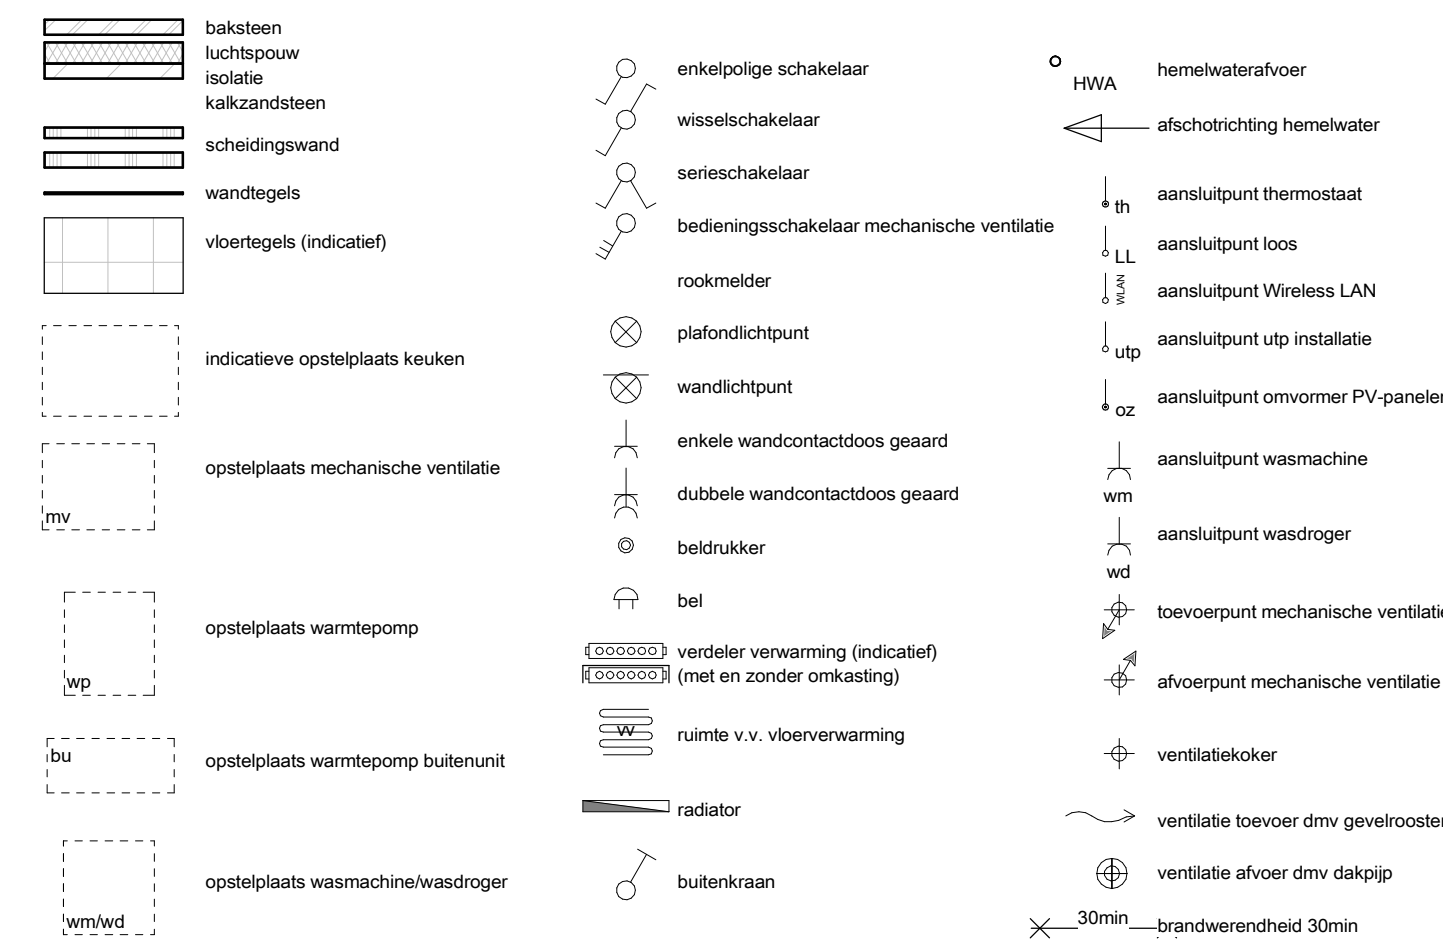 baksteen
luchtspouw
isolatie
kalkzandsteen
scheidingswand
wandtegels
vloertegels (indicatief)
indicatieve opstelplaats keuken
mv
opstelplaats mechanische ventilatie
wp
opstelplaats warmtepomp
bu
opstelplaats warmtepomp buitenunit
wm/wd
opstelplaats wasmachine/wasdroger
enkelpolige schakelaar
wisselschakelaar
serieschakelaar
bedieningsschakelaar mechanische ventilatie
rookmelder
plafondlichtpunt
wandlichtpunt
enkele wandcontactdoos geaard
dubbele wandcontactdoos geaard
beldrukker
bel
verdeler verwarming (indicatief)
(met en zonder omkasting)
vv
ruimte v.v. vloerverwarming
radiator
buitenkraan
HWA
hemelwaterafvoer
afschotrichting hemelwater
th
aansluitpunt thermostaat
LL
aansluitpunt loos
WLAN
aansluitpunt Wireless LAN
utp
aansluitpunt utp installatie
oz
aansluitpunt omvormer PV-panelen
wm
aansluitpunt wasmachine
wd
aansluitpunt wasdroger
toevoerpunt mechanische ventilatie
afvoerpunt mechanische ventilatie
ventilatiekoker
ventilatie toevoer dmv gevelrooster
ventilatie afvoer dmv dakpijp
30min
brandwerendheid 30min